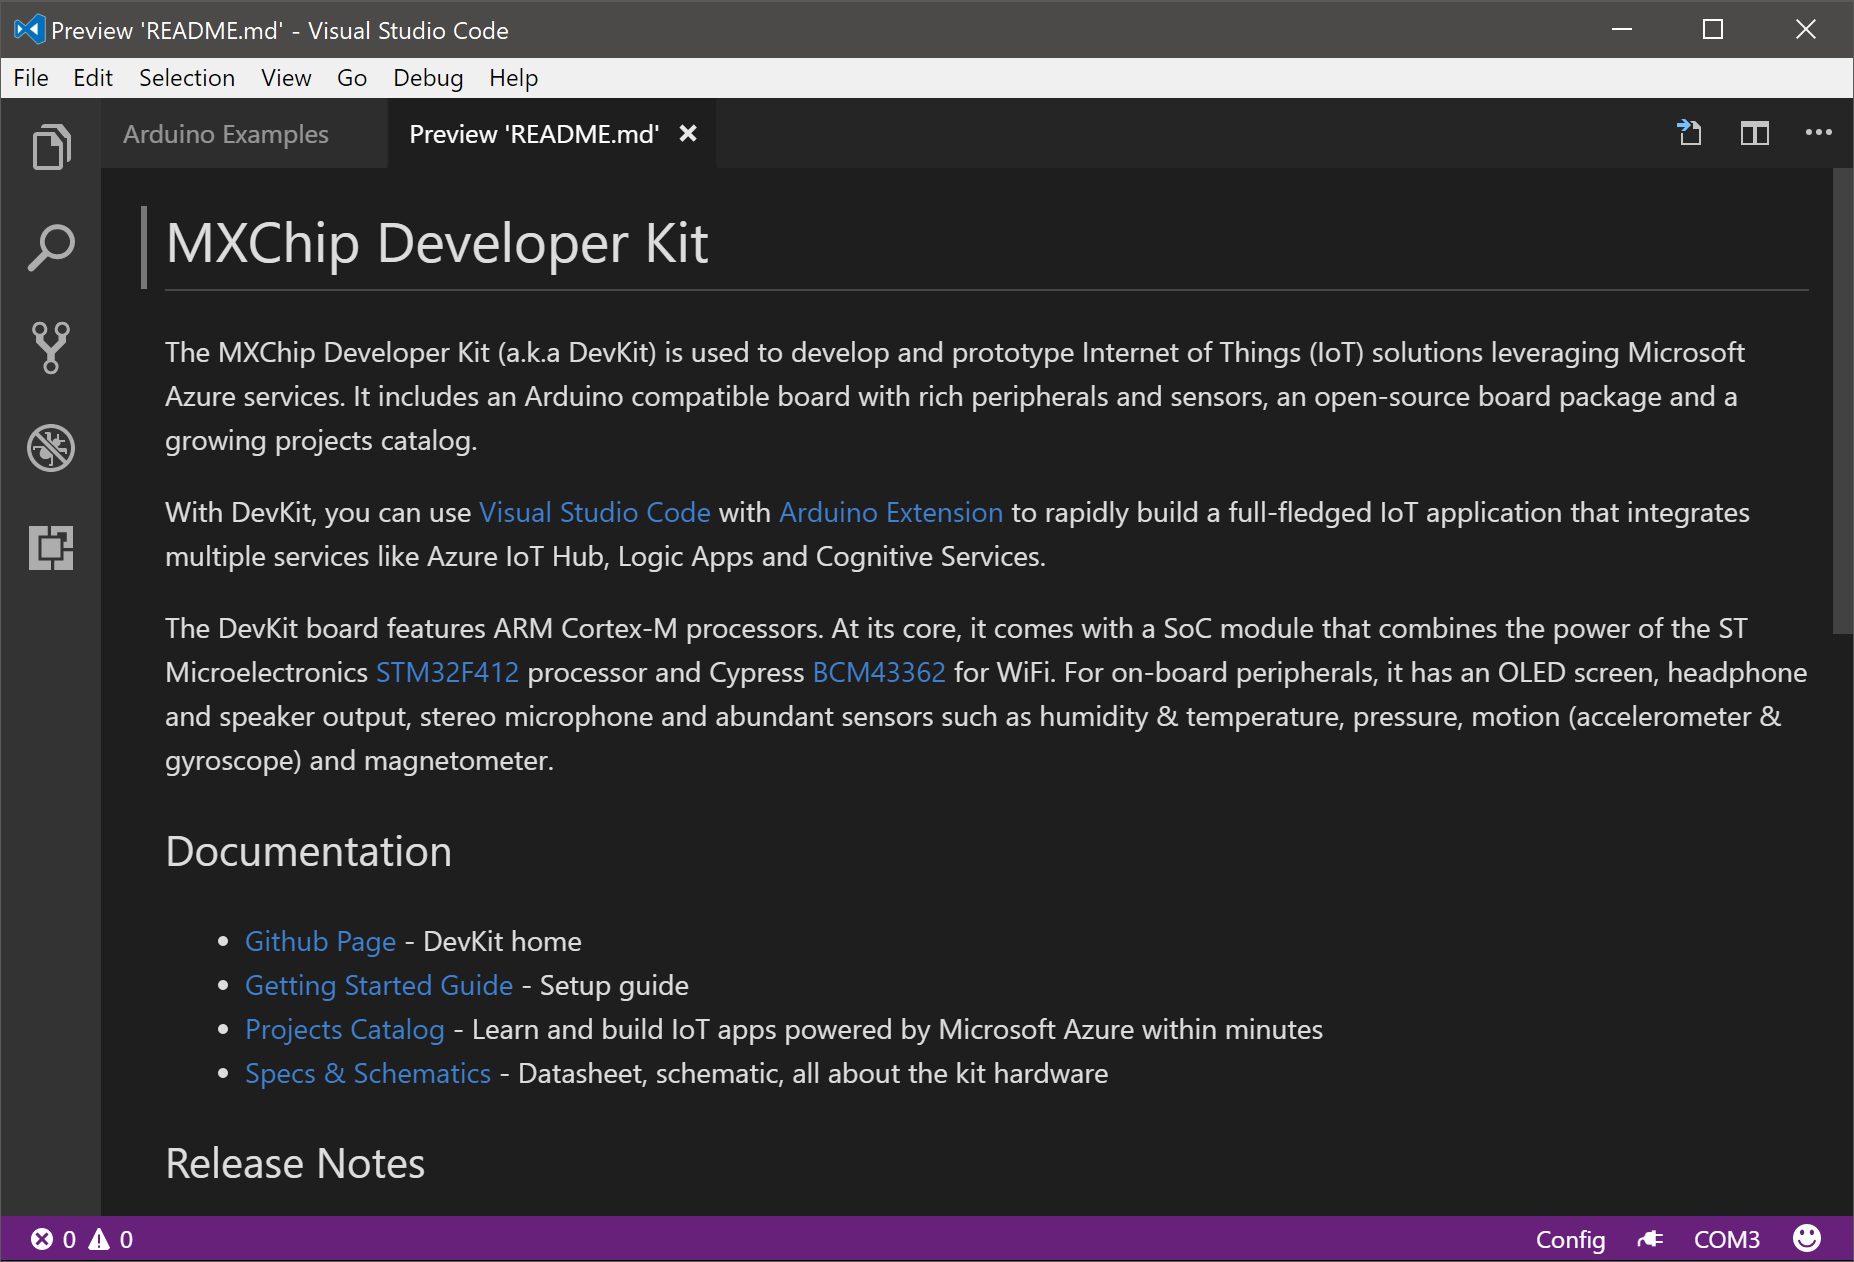 Preview 'README.md' - Visual Studio Code
File Edit Selection View Go Debug Help
Arduino Examples Preview 'README.md'
MXChip Developer Kit
The MXChip Developer Kit (a.k.a DevKit) is used to develop and prototype Internet of Things (IoT) solutions leveraging Microsoft
Azure services. It includes an Arduino compatible board with rich peripherals and sensors, an open-source board package and a
growing projects catalog.
With DevKit, you can use Visual Studio Code with Arduino Extension to rapidly build a full-fledged IoT application that integrates
multiple services like Azure IoT Hub, Logic Apps and Cognitive Services.
The DevKit board features ARM Cortex-M processors. At its core, it comes with a SoC module that combines the power of the ST
Microelectronics STM32F412 processor and Cypress BCM43362 for WiFi. For on-board peripherals, it has an OLED screen, headphone
and speaker output, stereo microphone and abundant sensors such as humidity & temperature, pressure, motion (accelerometer &
gyroscope) and magnetometer.
Documentation
• Github Page - DevKit home
• Getting Started Guide - Setup guide
• Projects Catalog - Learn and build IoT apps powered by Microsoft Azure within minutes
• Specs & Schematics - Datasheet, schematic, all about the kit hardware
Release Notes
0 0 Config COM3